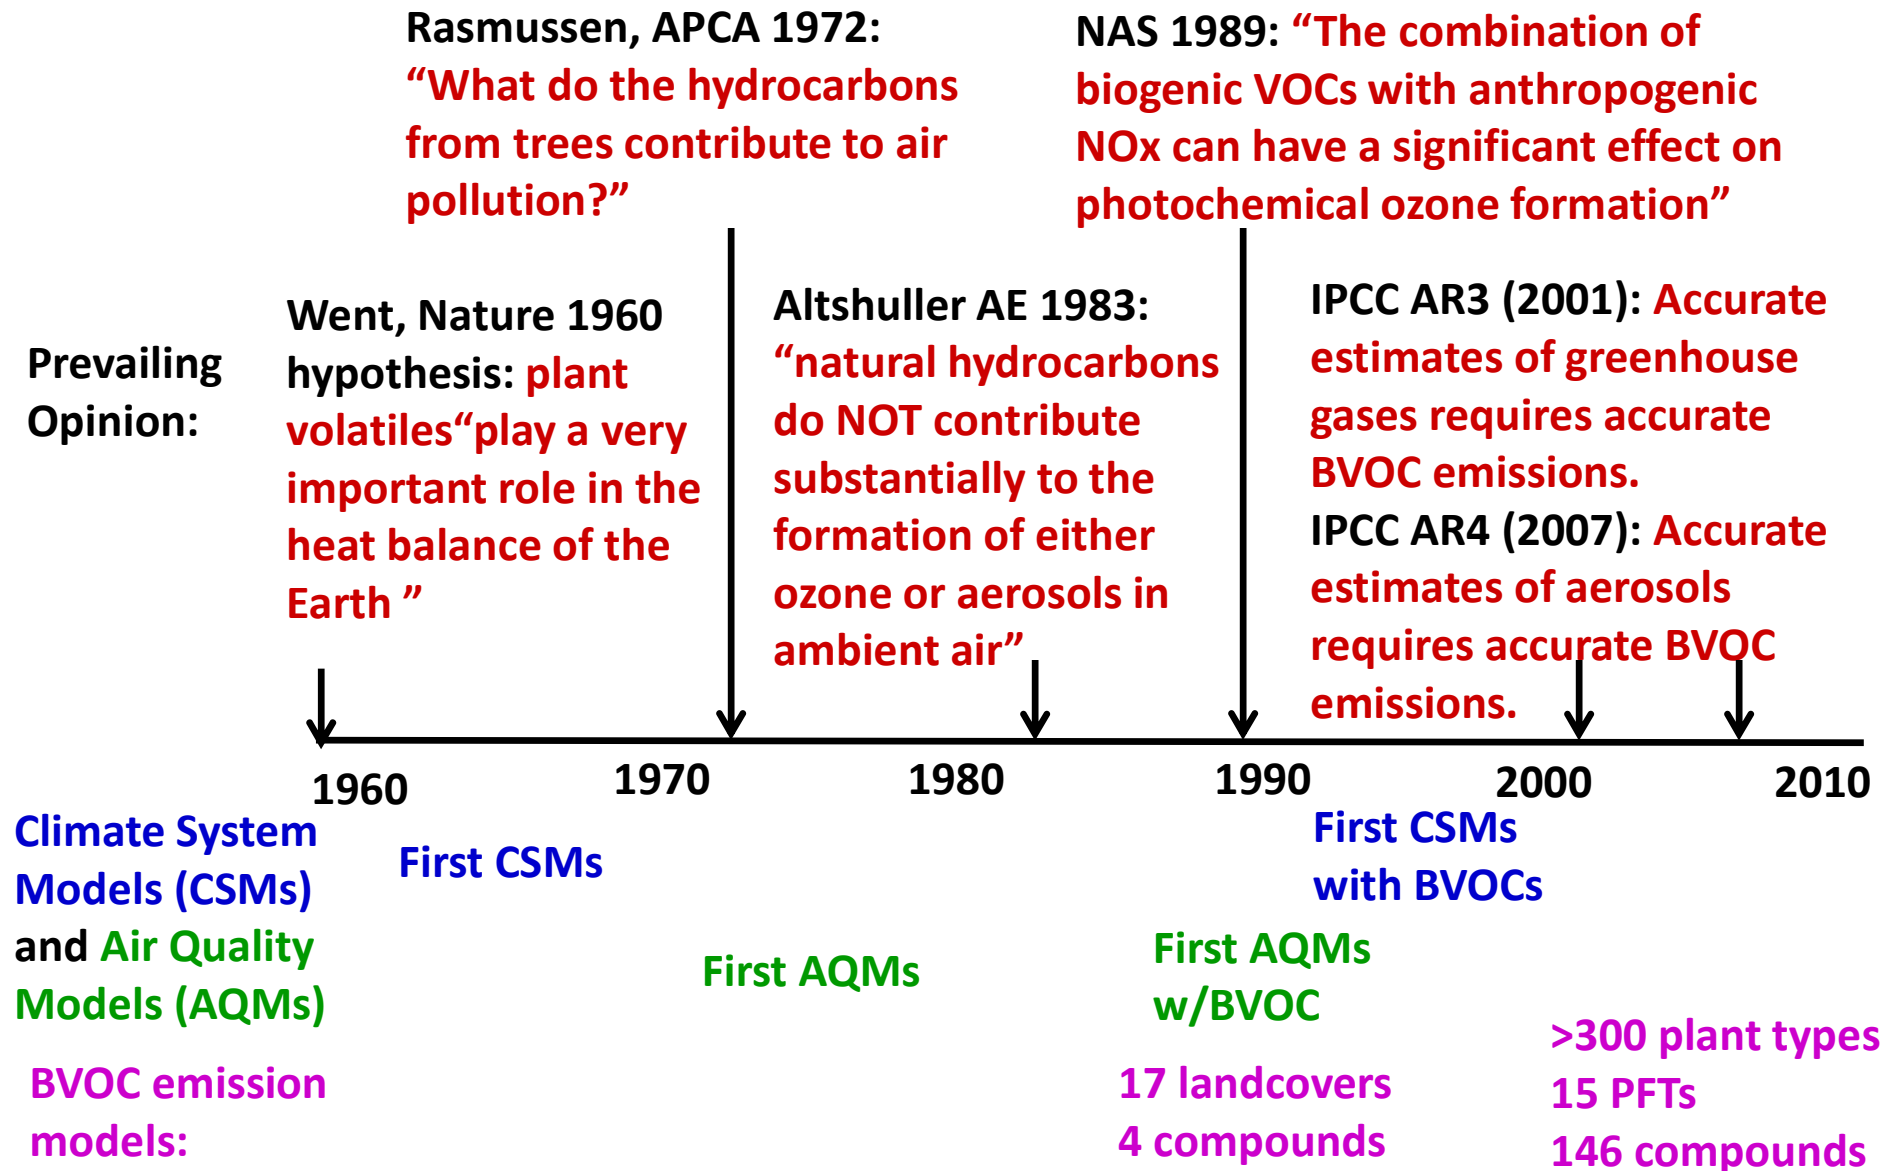 Rasmussen, APCA 1972:
“What do the hydrocarbons
from trees contribute to air
pollution?”
NAS 1989: “The combination of
biogenic VOCs with anthropogenic
NOx can have a significant effect on
photochemical ozone formation”
Prevailing
Opinion:
Went, Nature 1960
hypothesis: plant
volatiles“play a very
important role in the
heat balance of the
Earth ”
Altshuller AE 1983:
“natural hydrocarbons
do NOT contribute
substantially to the
formation of either
ozone or aerosols in
ambient air”
IPCC AR3 (2001): Accurate
estimates of greenhouse
gases requires accurate
BVOC emissions.
IPCC AR4 (2007): Accurate
estimates of aerosols
requires accurate BVOC
emissions.
1960 1970 1980 1990 2000 2010
Climate System
Models (CSMs)
and Air Quality
Models (AQMs)
First CSMs
First CSMs
with BVOCs
First AQMs
First AQMs
w/BVOC
BVOC emission
models:
17 landcovers
4 compounds
>300 plant types
15 PFTs
146 compounds